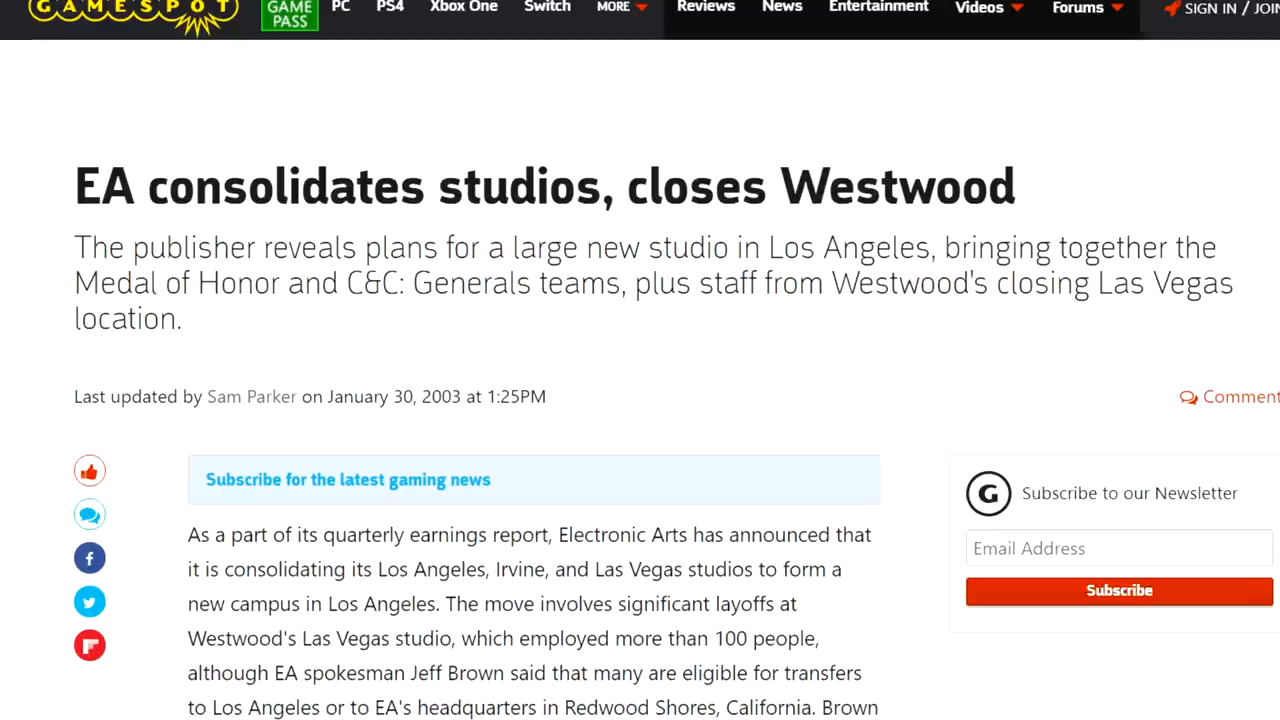 GAMESPOT
GAME PASS PC PS4 Xbox One Switch MORE Reviews News Entertainment Videos Forums SIGN IN / JOIN
EA consolidates studios, closes Westwood
The publisher reveals plans for a large new studio in Los Angeles, bringing together the
Medal of Honor and C&C: Generals teams, plus staff from Westwood's closing Las Vegas
location.
Last updated by Sam Parker on January 30, 2003 at 1:25PM
Comment
Subscribe for the latest gaming news
As a part of its quarterly earnings report, Electronic Arts has announced that
it is consolidating its Los Angeles, Irvine, and Las Vegas studios to form a
new campus in Los Angeles. The move involves significant layoffs at
Westwood's Las Vegas studio, which employed more than 100 people,
although EA spokesman Jeff Brown said that many are eligible for transfers
to Los Angeles or to EA's headquarters in Redwood Shores, California. Brown
G Subscribe to our Newsletter
Email Address
Subscribe